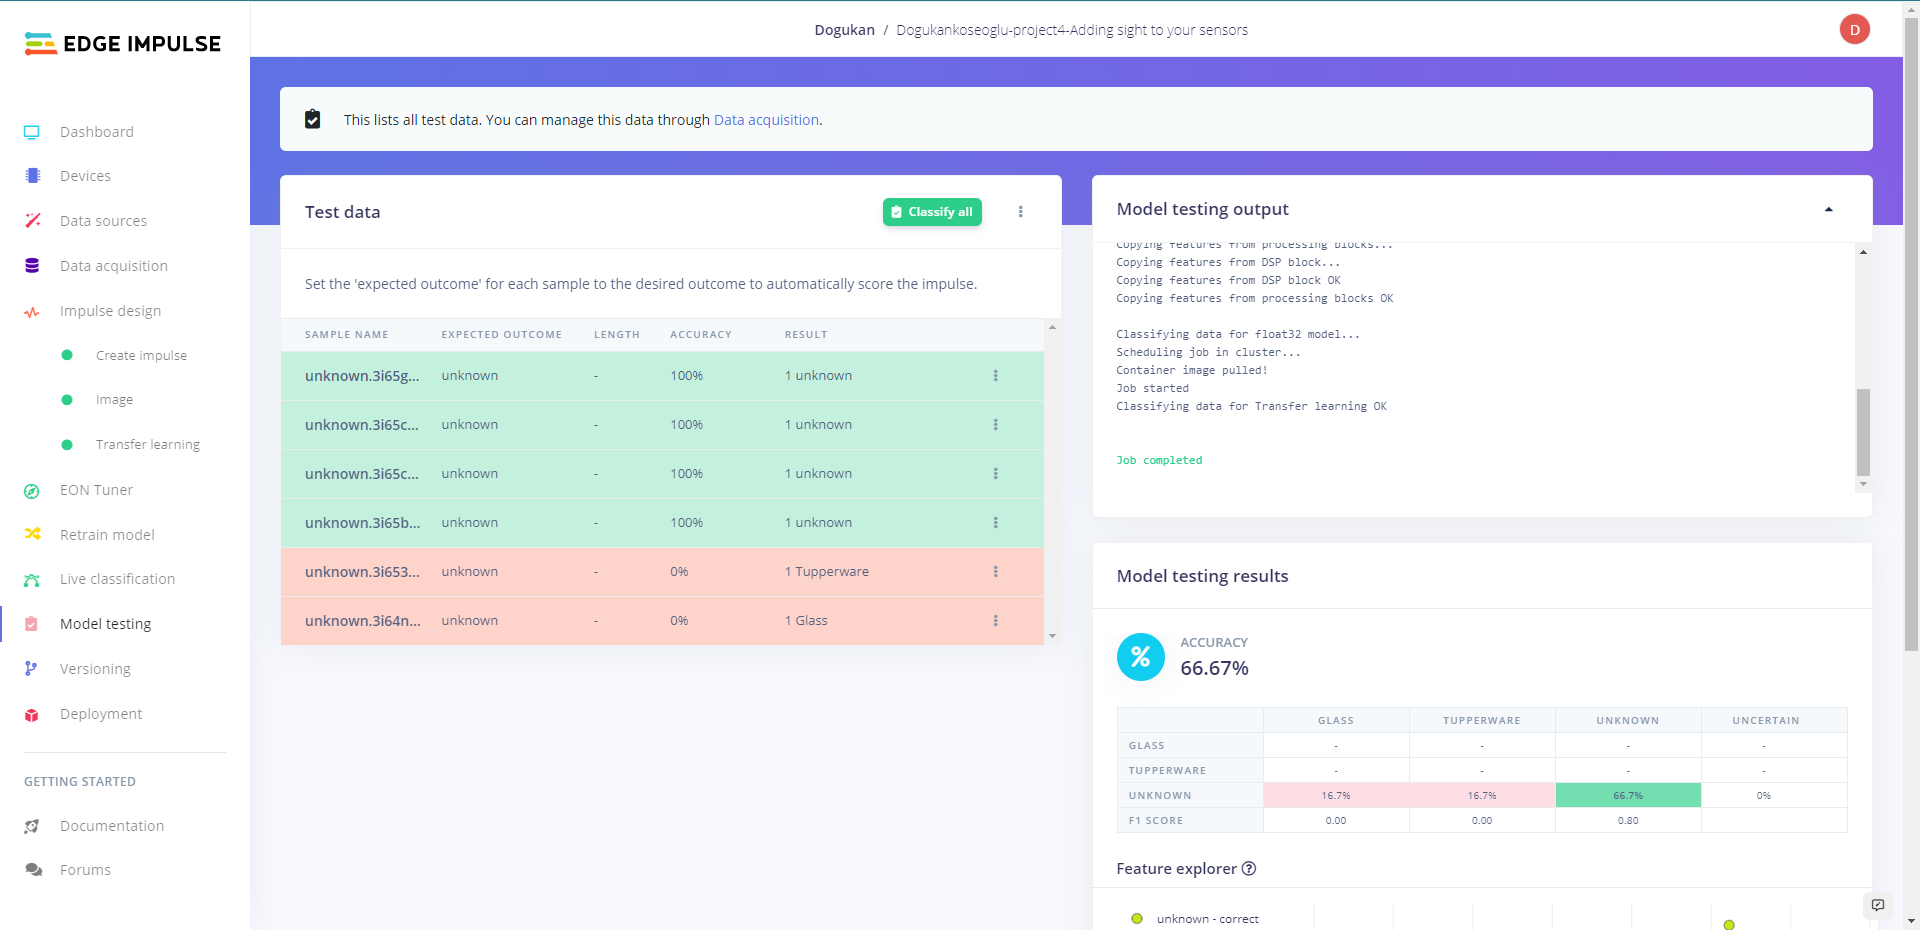 EDGE IMPULSE
Dogukan / Dogukankoseoglu-project4-Adding sight to your sensors
D
Dashboard
Devices
Data sources
Data acquisition
Impulse design
Create impulse
Image
Transfer learning
EON Tuner
Retrain model
Live classification
Model testing
Versioning
Deployment
GETTING STARTED
Documentation
Forums
This lists all test data. You can manage this data through Data acquisition.
Test data
Classify all
Set the 'expected outcome' for each sample to the desired outcome to automatically score the impulse.
SAMPLE NAME EXPECTED OUTCOME LENGTH ACCURACY RESULT
unknown.3i65g... unknown - 100% 1 unknown
unknown.3i65c... unknown - 100% 1 unknown
unknown.3i65c... unknown - 100% 1 unknown
unknown.3i65b... unknown - 100% 1 unknown
unknown.3i653... unknown - 0% 1 Tupperware
unknown.3i64n... unknown - 0% 1 Glass
Model testing output
Copying features from processing blocks...
Copying features from DSP block...
Copying features from DSP block OK
Copying features from processing blocks OK
Classifying data for float32 model...
Scheduling job in cluster...
Container image pulled!
Job started
Classifying data for Transfer learning OK
Job completed
Model testing results
%
ACCURACY
66.67%
GLASS TUPPERWARE UNKNOWN UNCERTAIN
GLASS - - - -
TUPPERWARE - - - -
UNKNOWN 16.7% 16.7% 66.7% 0%
F1 SCORE 0.00 0.00 0.80
Feature explorer ?
unknown - correct